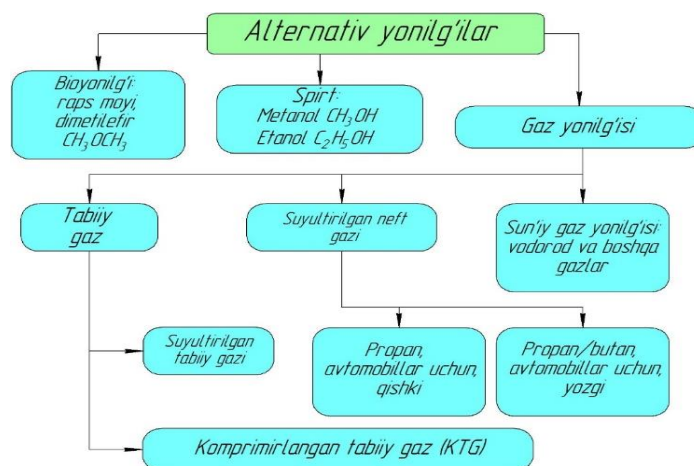 Alternativ yonilg'ilar
Bioyonilg'i:
raps moyi,
dimetilefir
CH₃OCH₃
Spirt:
Metanol CH₃OH
Etanol C₂H₅OH
Gaz yonilg'isi
Tabiiy
gaz
Suyultirilgan neft
gazi
Sun'iy gaz yonilg'isi:
vodorod va boshqa
gazlar
Suyultirilgan
tabiiy gazi
Propan,
avtomobillar uchun,
qishki
Propan/butan,
avtomobillar uchun,
yozgi
Komprimirlangan tabiiy gaz (KTG)